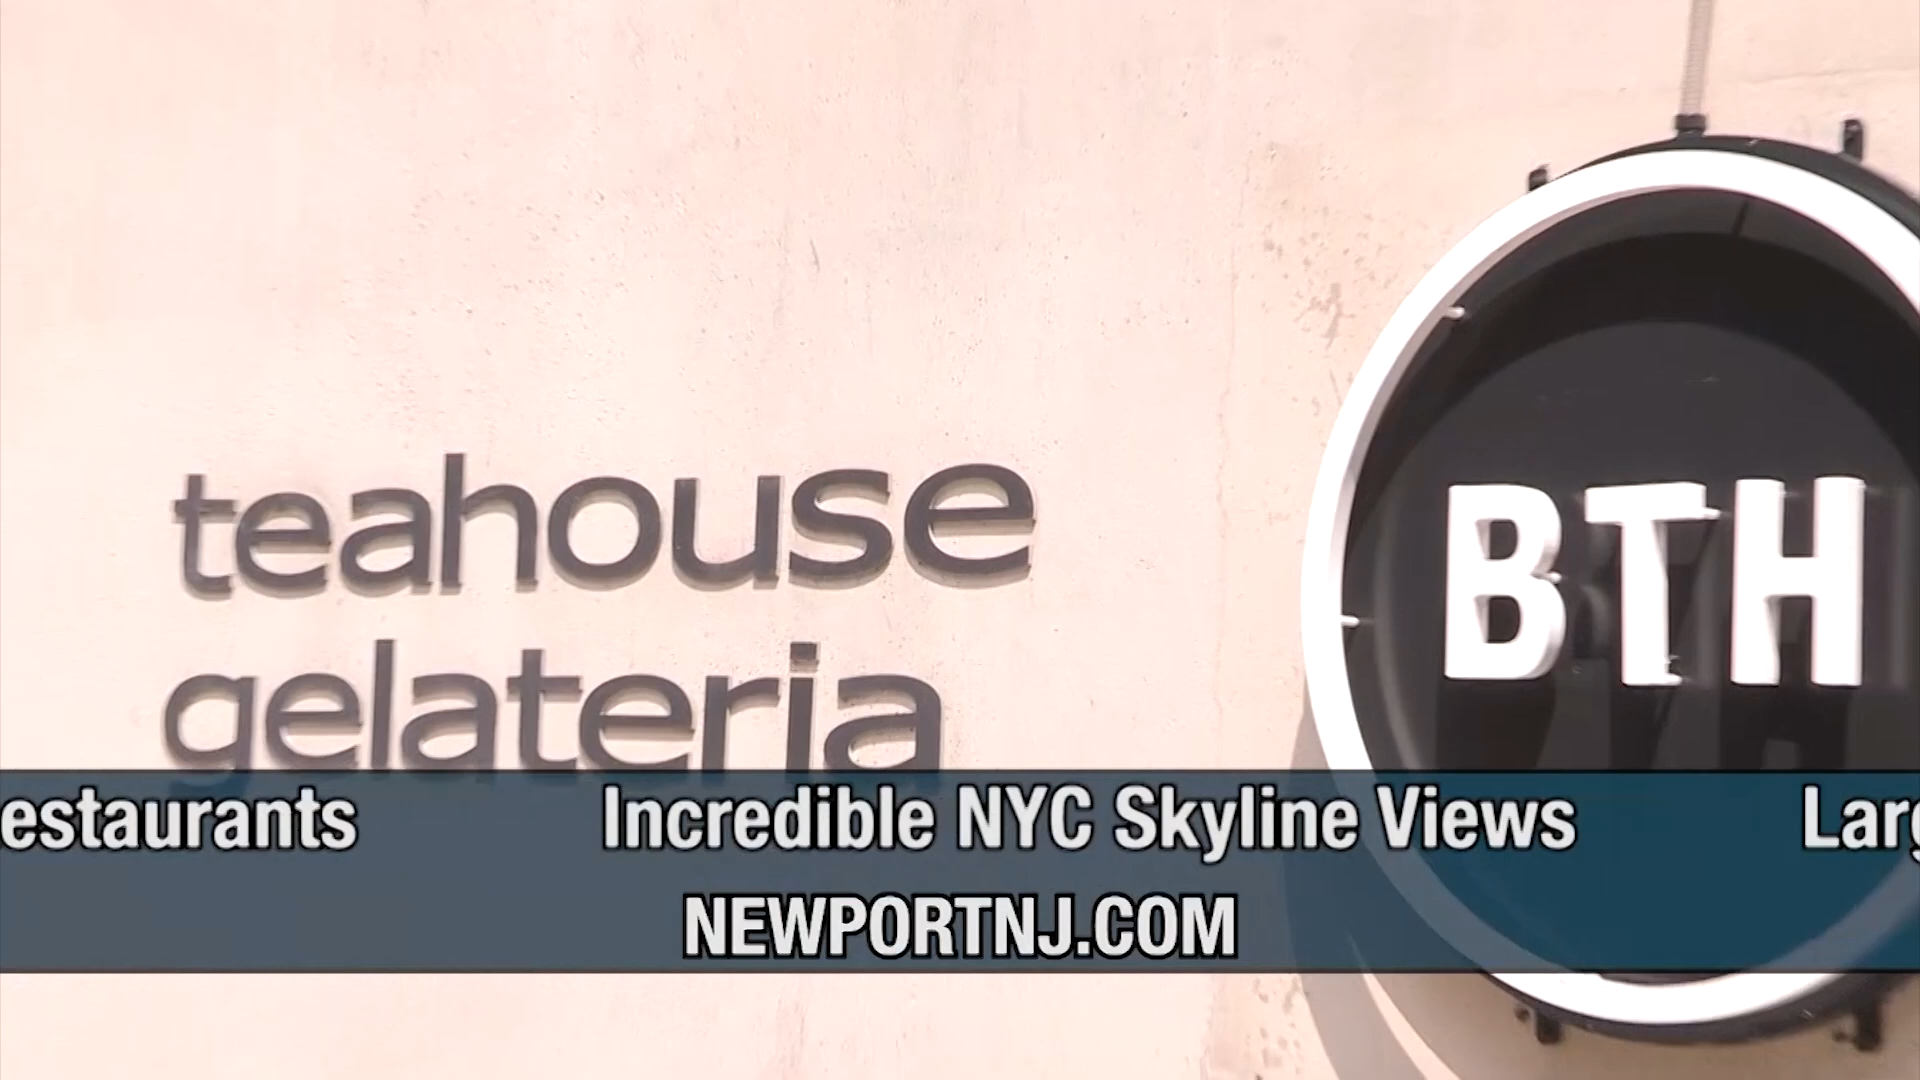 teahouse
gelateria
BTH
estaurants Incredible NYC Skyline Views Larg
NEWPORTNJ.COM